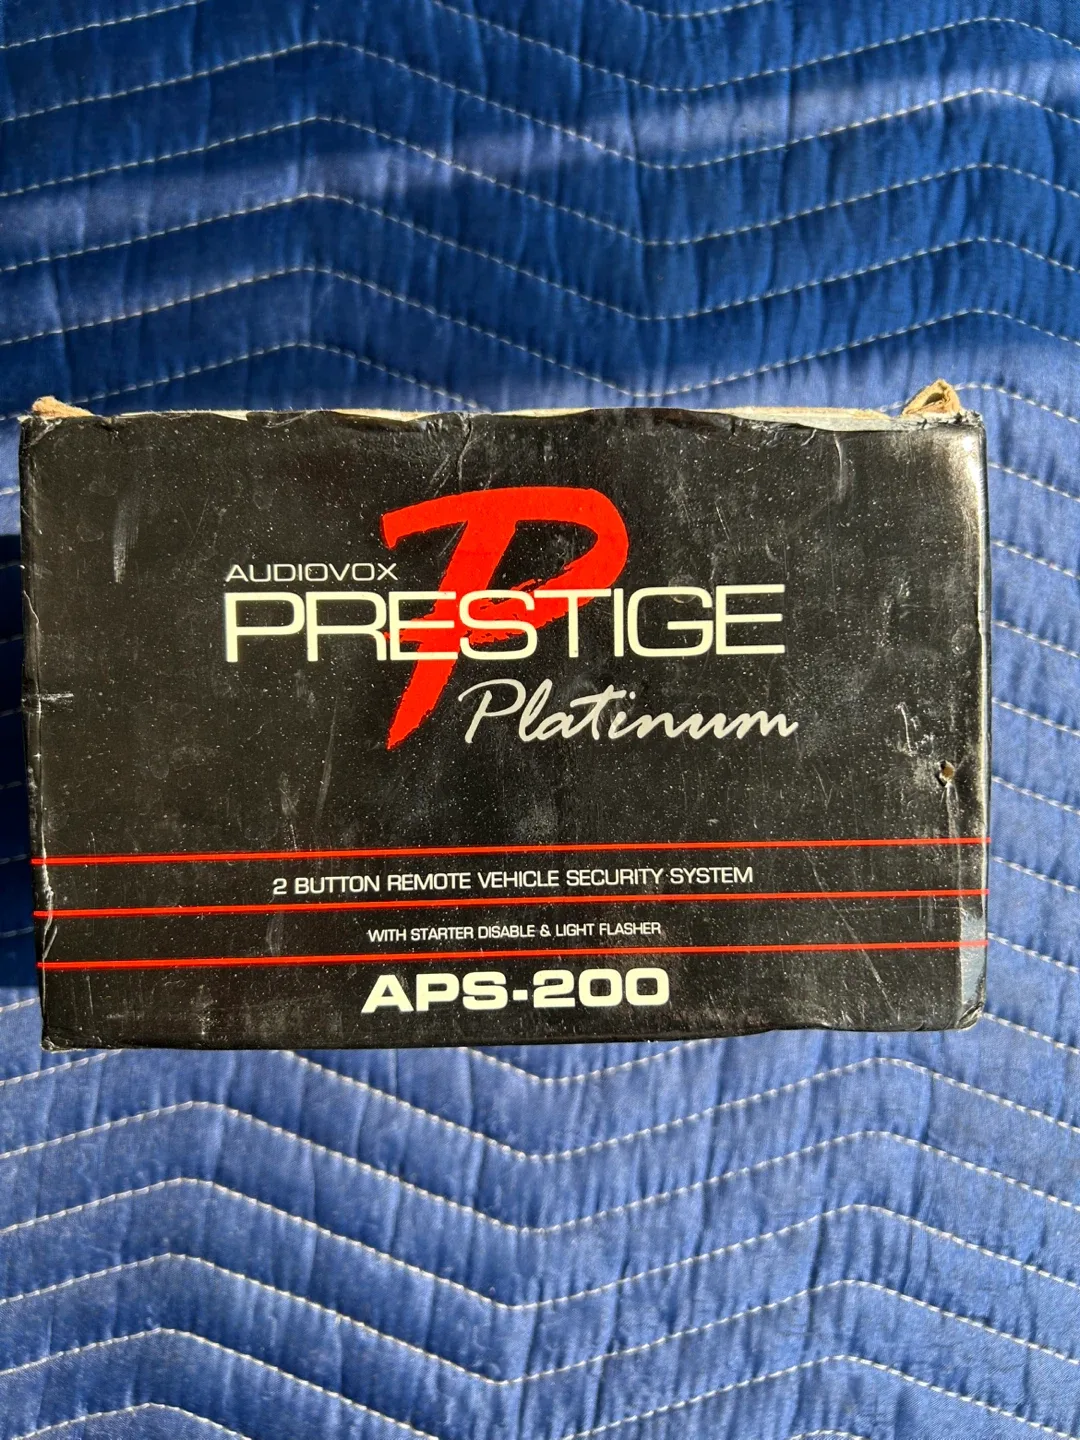 AUDIOVOX
PRESTIGE
Platinum
2 BUTTON REMOTE VEHICLE SECURITY SYSTEM
WITH STARTER DISABLE & LIGHT FLASHER
APS-200